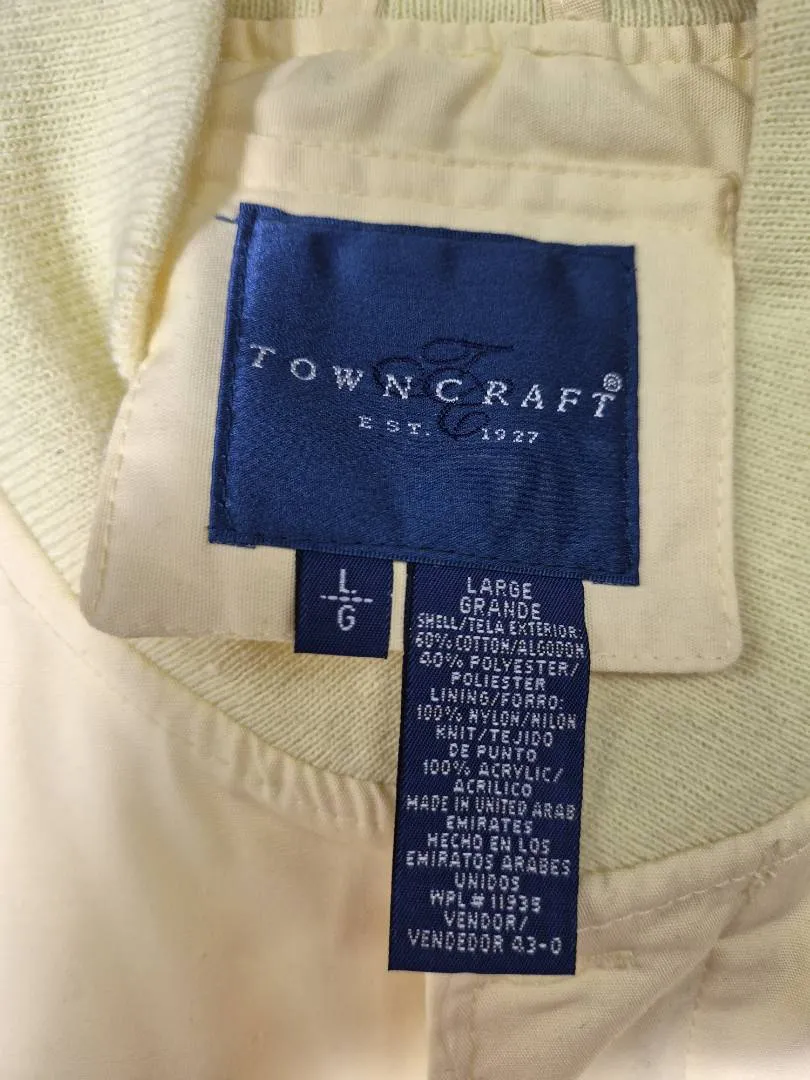 TOWNCRAFT®
EST. 1927
L
G
LARGE
GRANDE
SHELL/TELA EXTERIOR:
60% COTTON/ALGODON
40% POLYESTER/
POLIESTER
LINING/FORRO:
100% NYLON/NILON
KNIT/TEJIDO
DE PUNTO
100% ACRYLIC/
ACRILICO
MADE IN UNITED ARAB
EMIRATES
HECHO EN LOS
EMIRATOS ARABES
UNIDOS
WPL# 11935
VENDOR/
VENDEDOR 43-0